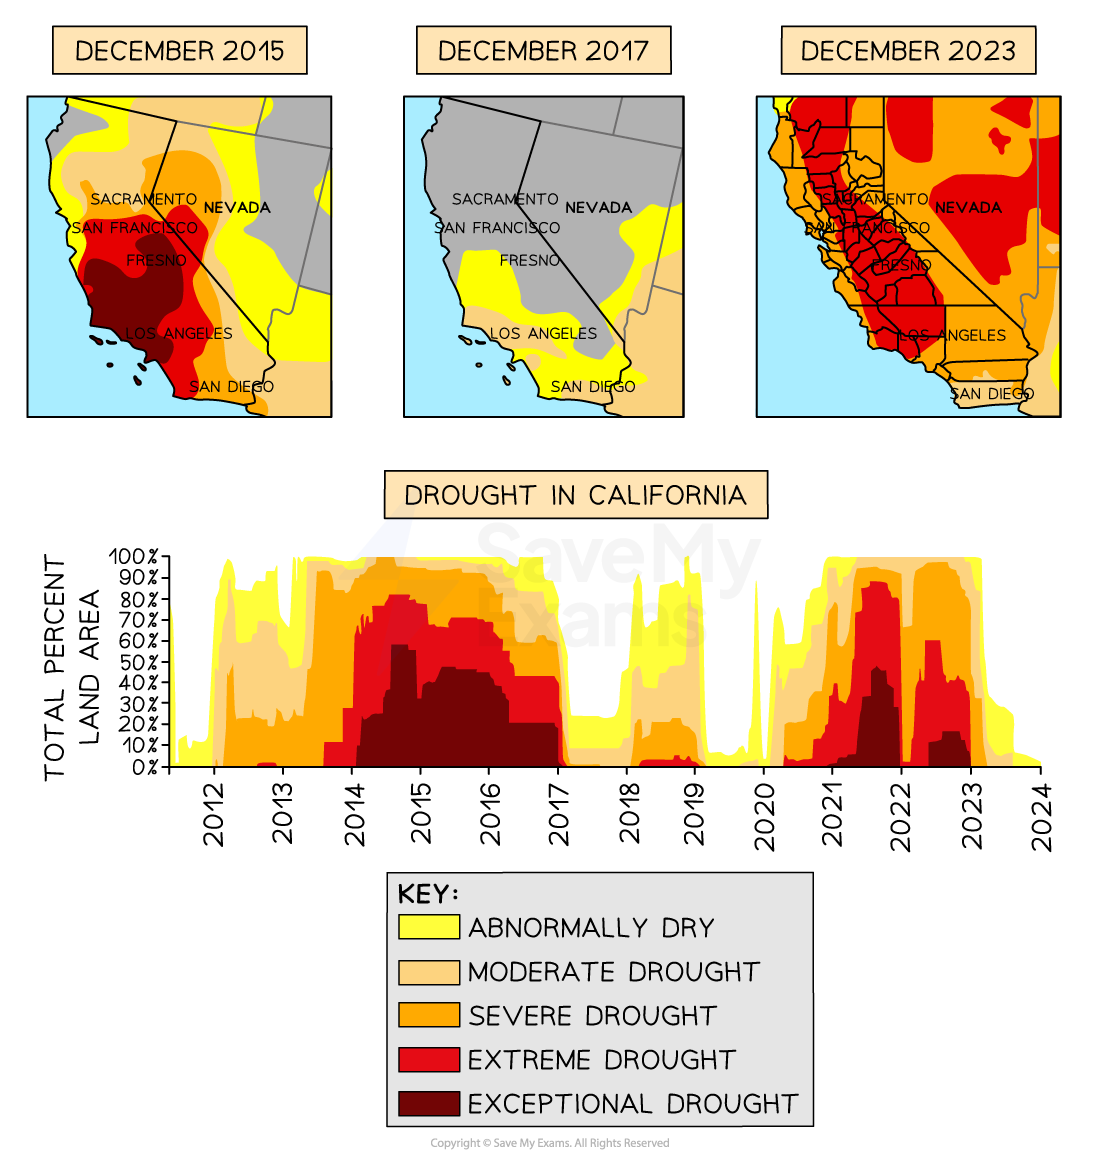 DECEMBER 2015
DECEMBER 2017
DECEMBER 2023
SACRAMENTO
NEVADA
SAN FRANCISCO
FRESNO
LOS ANGELES
SAN DIEGO
SACRAMENTO
NEVADA
SAN FRANCISCO
FRESNO
LOS ANGELES
SAN DIEGO
SACRAMENTO
NEVADA
SAN FRANCISCO
FRESNO
LOS ANGELES
SAN DIEGO
DROUGHT IN CALIFORNIA
Save My
Exams
TOTAL PERCENT
LAND AREA
100%
90%
80%
70%
60%
50%
40%
30%
20%
10%
0%
2012
2013
2014
2015
2016
2017
2018
2019
2020
2021
2022
2023
2024
KEY:
ABNORMALLY DRY
MODERATE DROUGHT
SEVERE DROUGHT
EXTREME DROUGHT
EXCEPTIONAL DROUGHT
Copyright © Save My Exams. All Rights Reserved